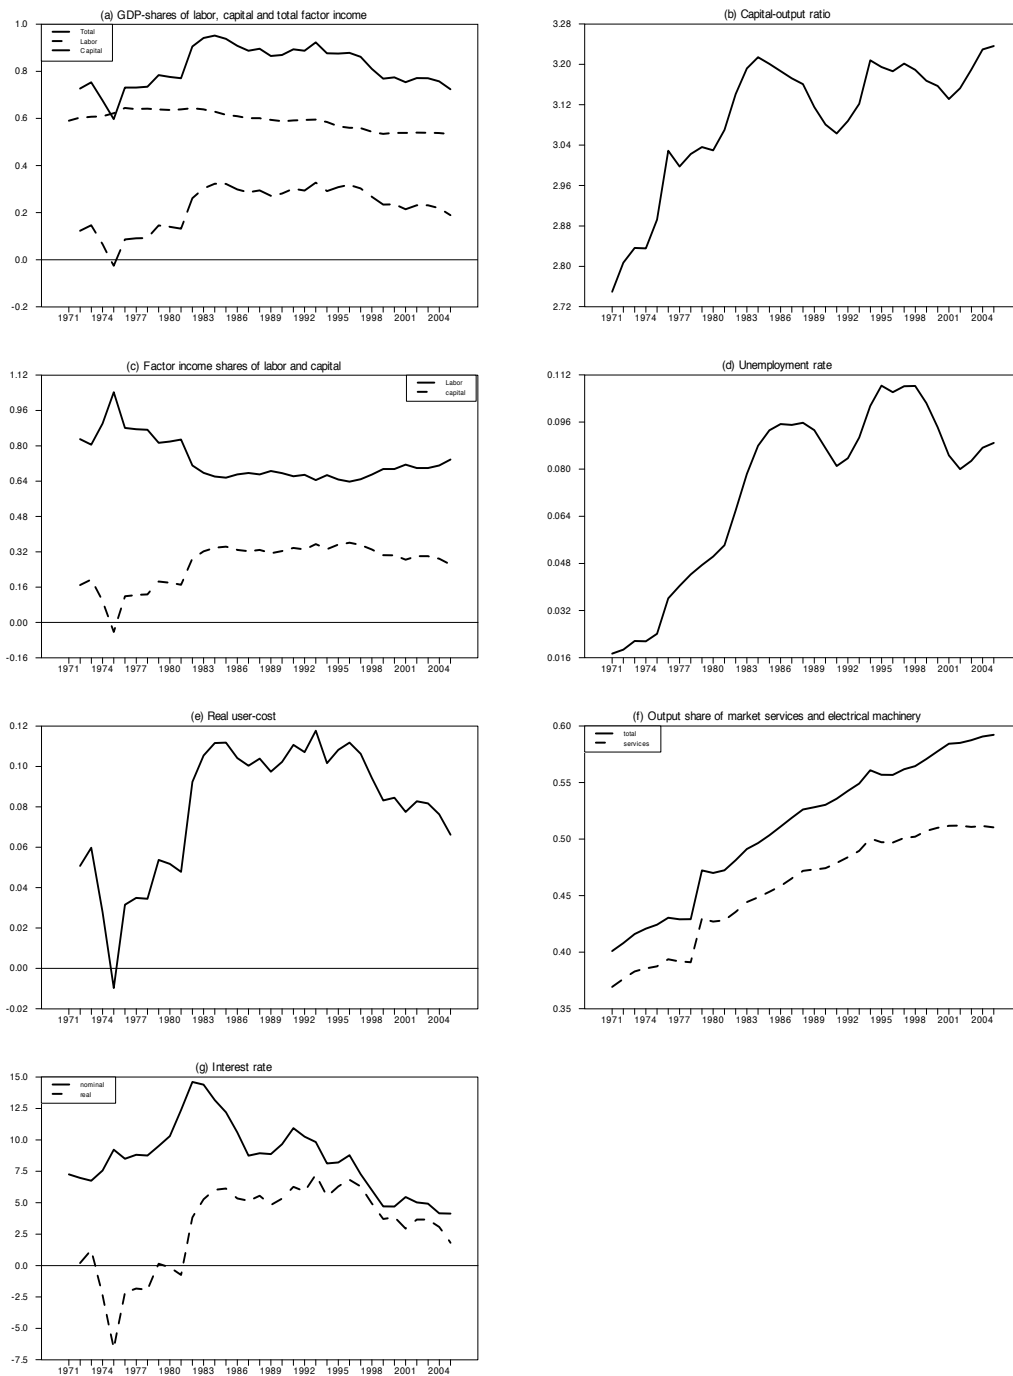 (a) GDP-shares of labor, capital and total factor income
Total
Labor
Capital
1.0
0.8
0.6
0.4
0.2
0.0
-0.2
1971 1974 1977 1980 1983 1986 1989 1992 1995 1998 2001 2004
(b) Capital-output ratio
3.28
3.20
3.12
3.04
2.96
2.88
2.80
2.72
1971 1974 1977 1980 1983 1986 1989 1992 1995 1998 2001 2004
(c) Factor income shares of labor and capital
Labor
capital
1.12
0.96
0.80
0.64
0.48
0.32
0.16
0.00
-0.16
1971 1974 1977 1980 1983 1986 1989 1992 1995 1998 2001 2004
(d) Unemployment rate
0.112
0.096
0.080
0.064
0.048
0.032
0.016
1971 1974 1977 1980 1983 1986 1989 1992 1995 1998 2001 2004
(e) Real user-cost
0.12
0.10
0.08
0.06
0.04
0.02
0.00
-0.02
1971 1974 1977 1980 1983 1986 1989 1992 1995 1998 2001 2004
(f) Output share of market services and electrical machinery
total
services
0.60
0.55
0.50
0.45
0.40
0.35
1971 1974 1977 1980 1983 1986 1989 1992 1995 1998 2001 2004
(g) Interest rate
nominal
real
15.0
12.5
10.0
7.5
5.0
2.5
0.0
-2.5
-5.0
-7.5
1971 1974 1977 1980 1983 1986 1989 1992 1995 1998 2001 2004